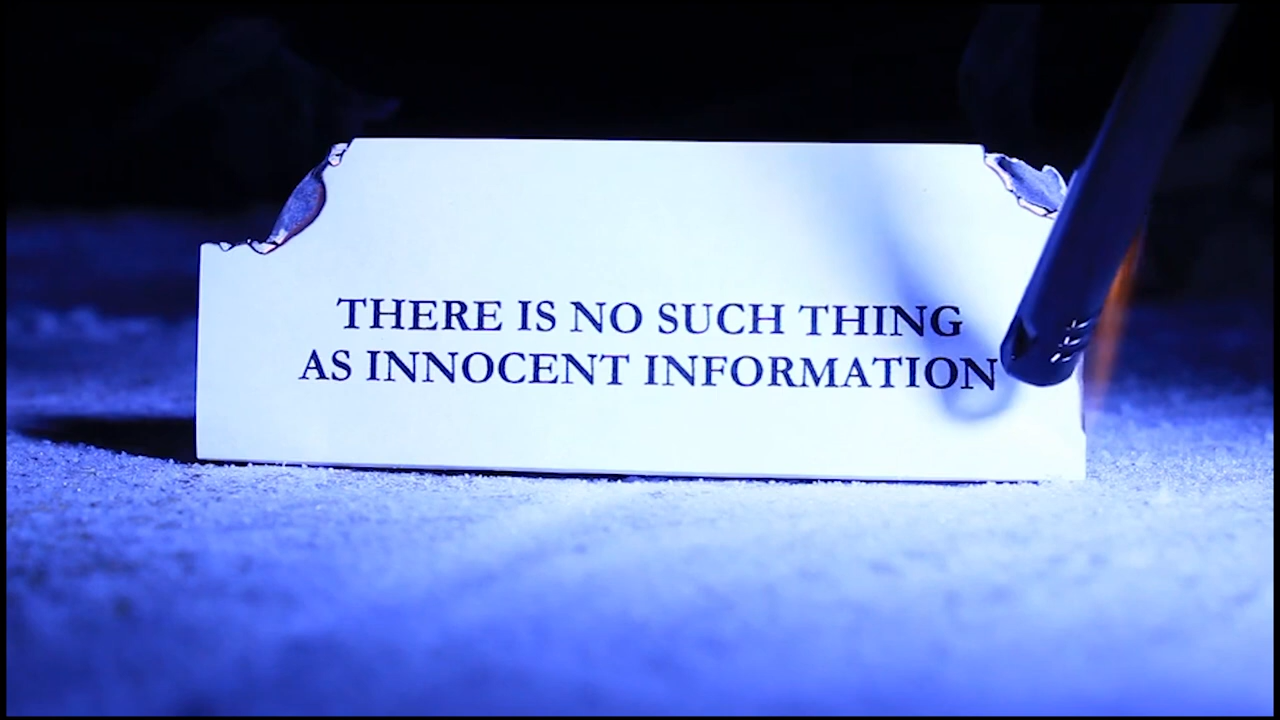 THERE IS NO SUCH THING
AS INNOCENT INFORMATION